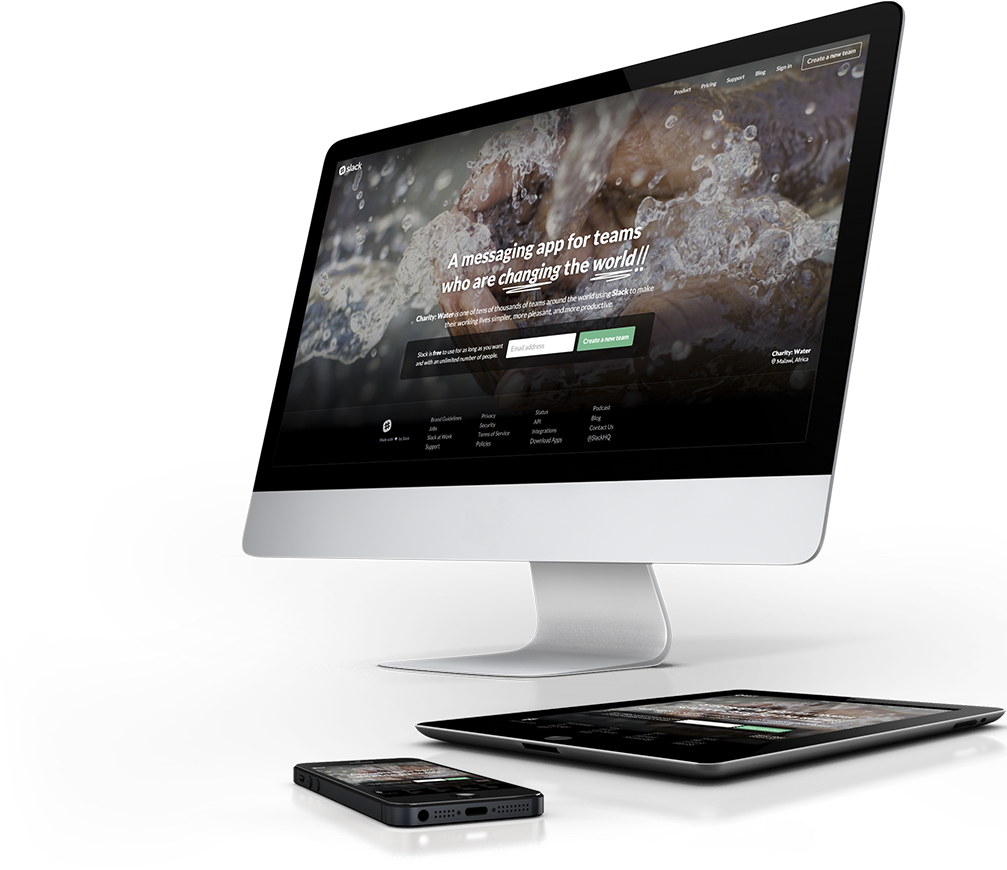 Product Pricing Support Blog Sign in Create a new team
slack
A messaging app for teams
who are changing the world!!
Charity: Water is one of tens of thousands of teams around the world using Slack to make
their working lives simpler, more pleasant, and more productive.
Slack is free to use for as long as you want
and with an unlimited number of people.
Email address
Create a new team
Charity: Water
Malawi, Africa
Made with ♥ by Slack
Brand Guidelines
Jobs
Slack at Work
Support
Privacy
Security
Terms of Service
Policies
Status
API
Integrations
Download Apps
Podcast
Blog
Contact Us
@SlackHQ